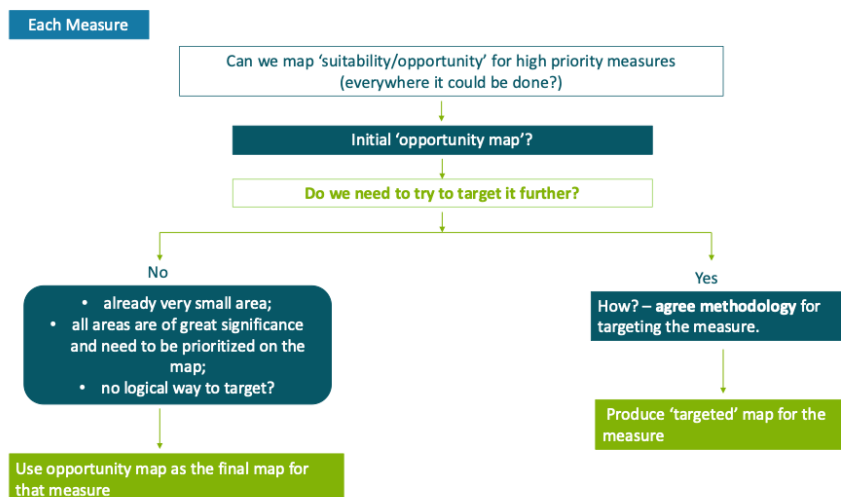 Each Measure
Can we map ‘suitability/opportunity’ for high priority measures
(everywhere it could be done?)
Initial ‘opportunity map’?
Do we need to try to target it further?
No
• already very small area;
• all areas are of great significance
and need to be prioritized on the
map;
• no logical way to target?
Use opportunity map as the final map for
that measure
Yes
How? – agree methodology for
targeting the measure.
Produce ‘targeted’ map for the
measure